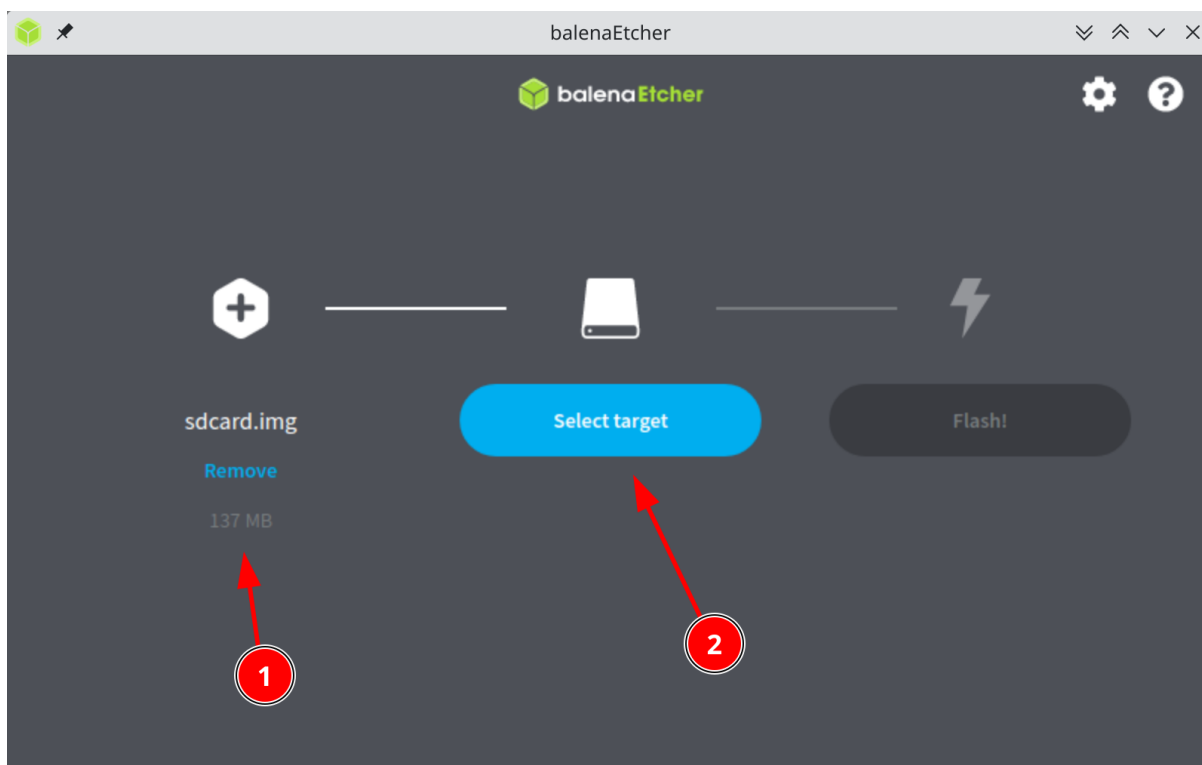 balenaEtcher
balenaEtcher
?
sdcard.img
Select target
Flash!
Remove
137 MB
1
2